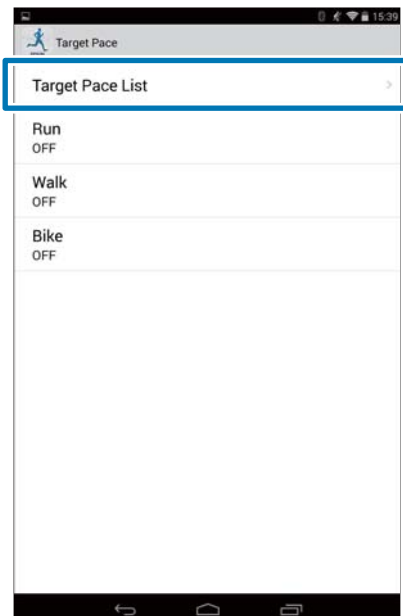 15:39
Target Pace
Target Pace List
Run
OFF
Walk
OFF
Bike
OFF